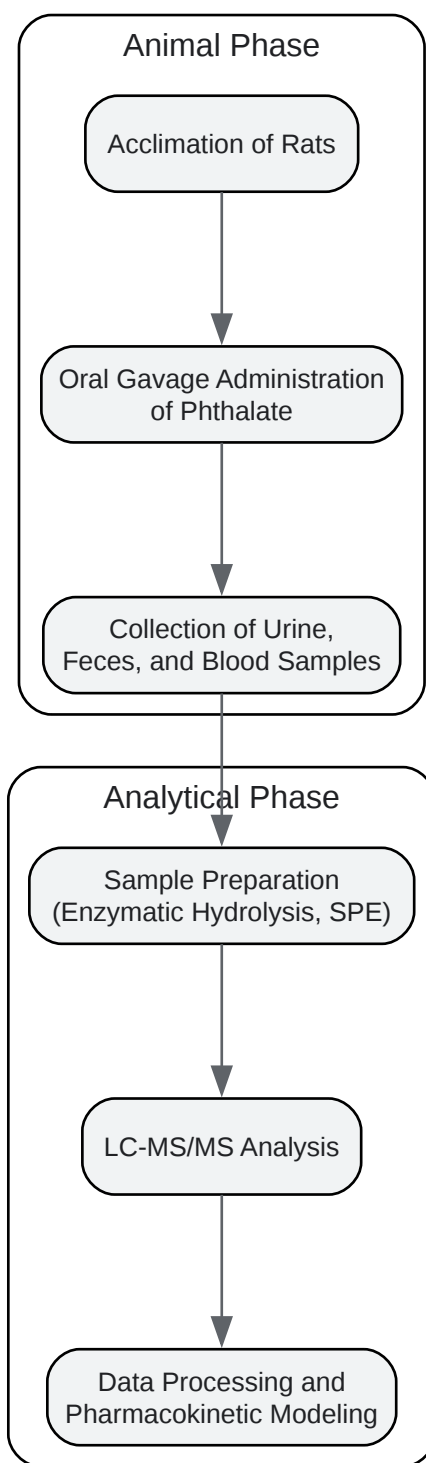 Animal Phase
Acclimation of Rats
Oral Gavage Administration
of Phthalate
Collection of Urine,
Feces, and Blood Samples
Analytical Phase
Sample Preparation
(Enzymatic Hydrolysis, SPE)
LC-MS/MS Analysis
Data Processing and
Pharmacokinetic Modeling